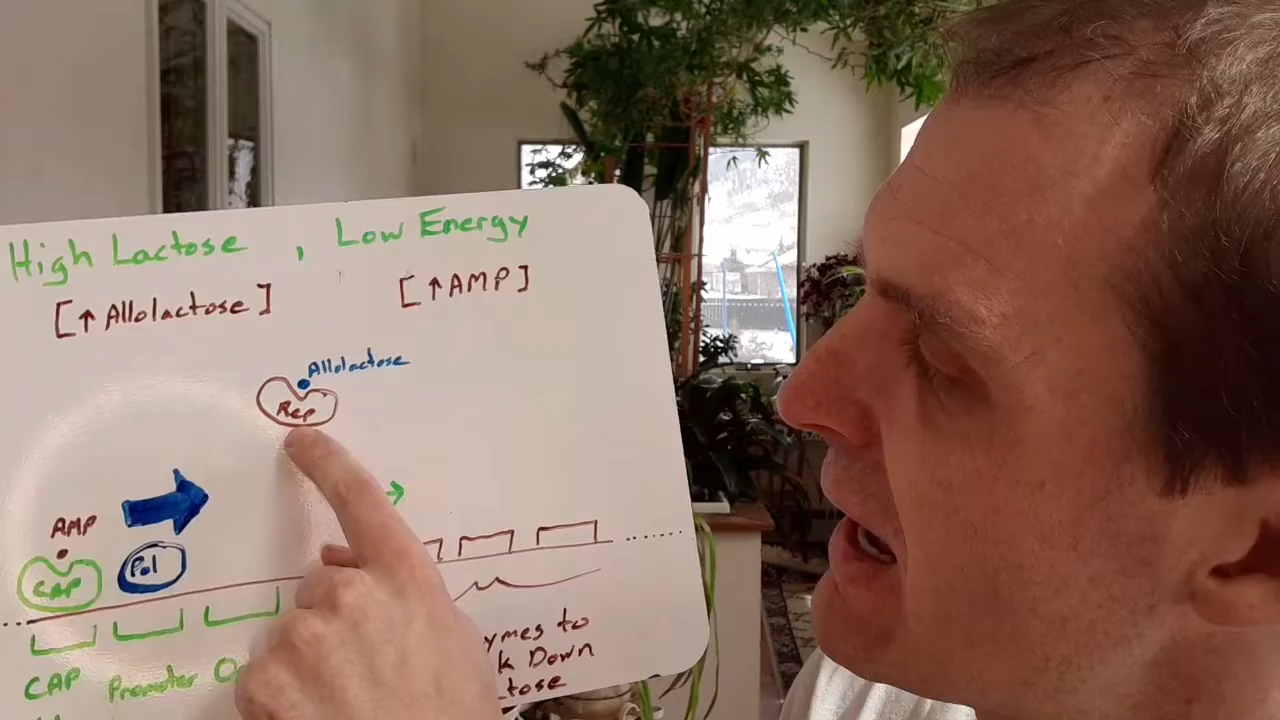 High Lactose , Low Energy
[↑ Allolactose] [↑AMP]
Allolactose
Rep
AMP
CAP
Pol
ymes to
k Down
tose
CAP Promoter O